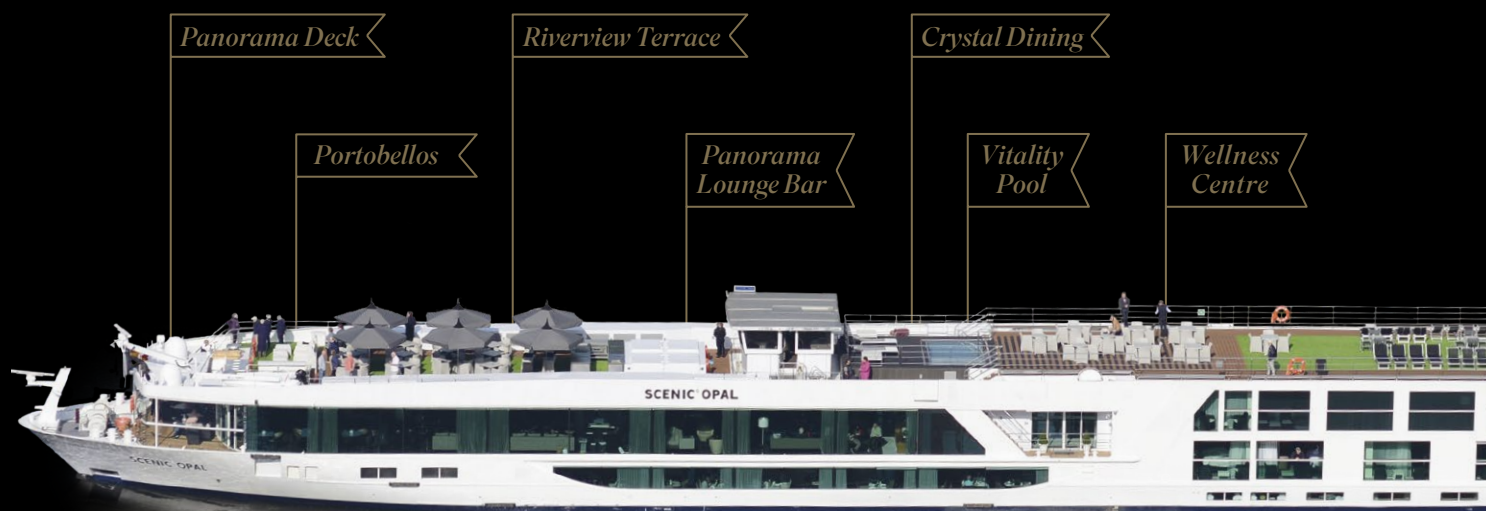 Panorama Deck
Riverview Terrace
Crystal Dining
Portobellos
Panorama
Lounge Bar
Vitality
Pool
Wellness
Centre
SCENIC OPAL
SCENIC OPAL